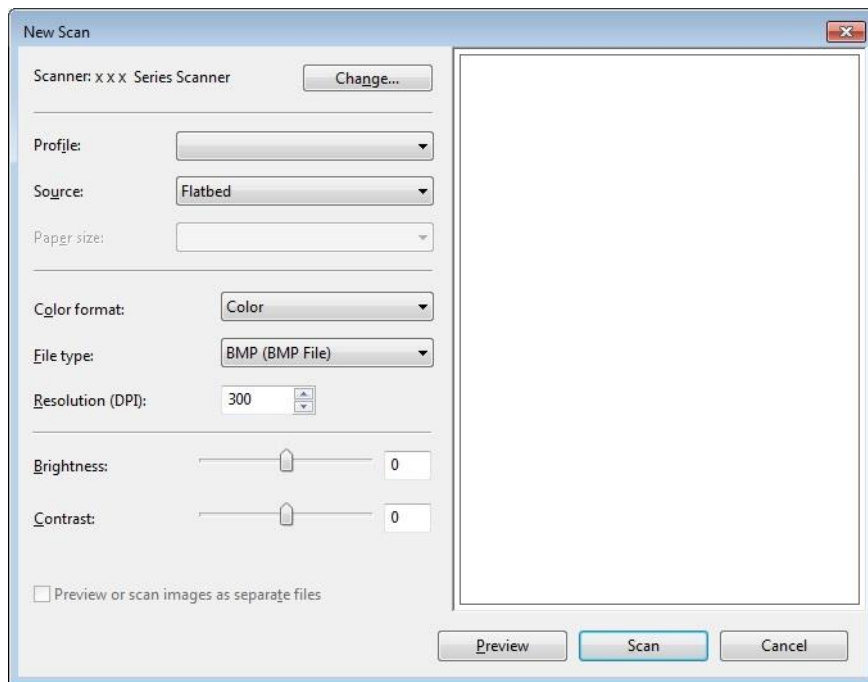 New Scan
Scanner: x x x Series Scanner
Change...
Profile:
Source:
Flatbed
Paper size:
Color format:
Color
File type:
BMP (BMP File)
Resolution (DPI):
300
Brightness:
0
Contrast:
0
Preview or scan images as separate files
Preview
Scan
Cancel